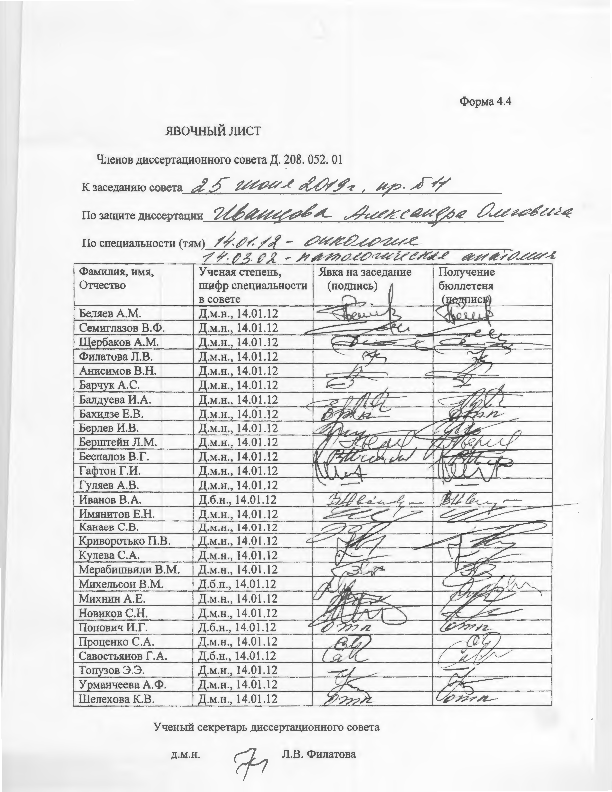 Форма 4.4
ЯВОЧНЫЙ ЛИСТ
Членов диссертационного совета Д. 208. 052. 01
К заседанию совета 25 июня 2019г, пр. 
По защите диссертации Иванцова Александра Олеговича
По специальности (тям) 14.01.12 - онкология
14.03.02 - патологическая анатомия
Фамилия, имя, Отчество | Ученая степень, шифр специальности в совете | Явка на заседание (подпись) | Получение бюллетеня (подпись)
Беляев А.М. Д.м.н., 14.01.12
Семиглазов В.Ф. Д.м.н., 14.01.12
Щербаков А.М. Д.м.н., 14.01.12
Филатова Л.В. Д.м.н., 14.01.12
Анисимов В.Н. Д.м.н., 14.01.12
Барчук А.С. Д.м.н., 14.01.12
Балдуева И.А. Д.м.н., 14.01.12
Бахидзе Е.В. Д.м.н., 14.01.12 отп отп
Берлев И.В. Д.м.н., 14.01.12
Берштейн Л.М. Д.м.н., 14.01.12
Беспалов В.Г. Д.м.н., 14.01.12
Гафтон Г.И. Д.м.н., 14.01.12
Гуляев А.В. Д.м.н., 14.01.12
Иванов В.А. Д.б.н., 14.01.12
Имянитов Е.Н. Д.м.н., 14.01.12
Канаев С.В. Д.м.н., 14.01.12
Криворотько П.В. Д.м.н., 14.01.12
Кулева С.А. Д.м.н., 14.01.12
Мерабишвили В.М. Д.м.н., 14.01.12
Михельсон В.М. Д.б.н., 14.01.12
Михнин А.Е. Д.м.н., 14.01.12
Новиков С.Н. Д.м.н., 14.01.12
Попович И.Г. Д.б.н., 14.01.12 отп отп
Проценко С.А. Д.м.н., 14.01.12
Савостьянов Г.А. Д.б.н., 14.01.12
Топузов Э.Э. Д.м.н., 14.01.12
Урманчеева А.Ф. Д.м.н., 14.01.12
Шелехова К.В. Д.м.н., 14.01.12 отп отп
Ученый секретарь диссертационного совета
д.м.н. Л.В. Филатова